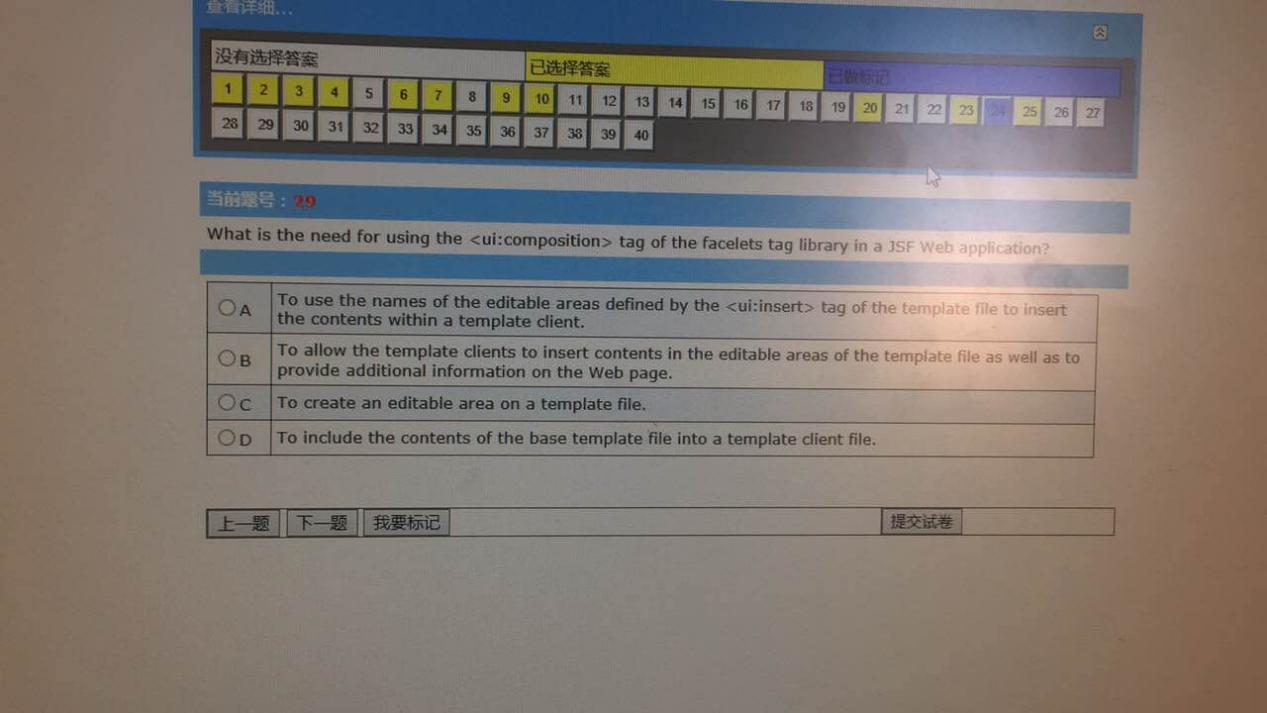 查看详细...
没有选择答案 已选择答案 已做标记
1 2 3 4 5 6 7 8 9 10 11 12 13 14 15 16 17 18 19 20 21 22 23 24 25 26 27
28 29 30 31 32 33 34 35 36 37 38 39 40
当前题号：29
What is the need for using the <ui:composition> tag of the facelets tag library in a JSF Web application?
A To use the names of the editable areas defined by the <ui:insert> tag of the template file to insert
the contents within a template client.
B To allow the template clients to insert contents in the editable areas of the template file as well as to
provide additional information on the Web page.
C To create an editable area on a template file.
D To include the contents of the base template file into a template client file.
上一题 下一题 我要标记 提交试卷